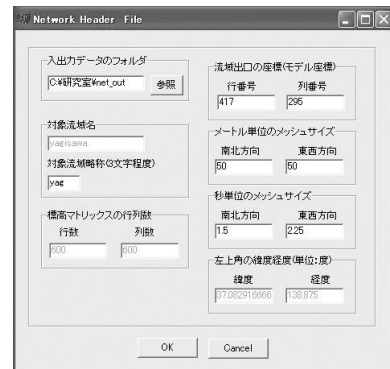 Network Header File
入出力データのフォルダ
C:¥研究室¥net_out
参照
対象流域名
yagisawa
対象流域略称(3文字程度)
yag
標高マトリックスの行列数
行数 列数
600 600
流域出口の座標(モデル座標)
行番号 列番号
417 295
メートル単位のメッシュサイズ
南北方向 東西方向
50 50
秒単位のメッシュサイズ
南北方向 東西方向
1.5 2.25
左上角の緯度経度(単位:度)
緯度 経度
37.082916666 138.875
OK Cancel